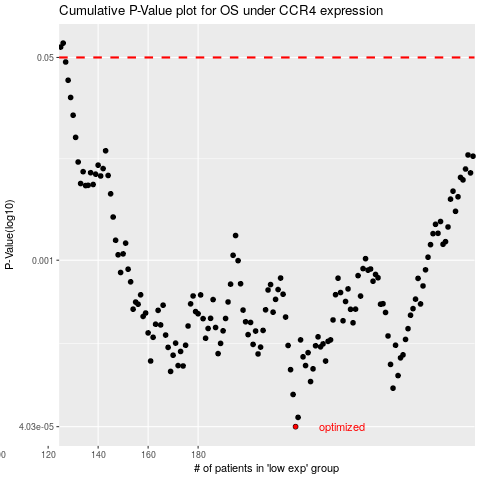 Cumulative P-Value plot for OS under CCR4 expression
P-Value(log10)
0.05
0.001
4.03e-05
optimized
00 120 140 160 180
# of patients in 'low exp' group